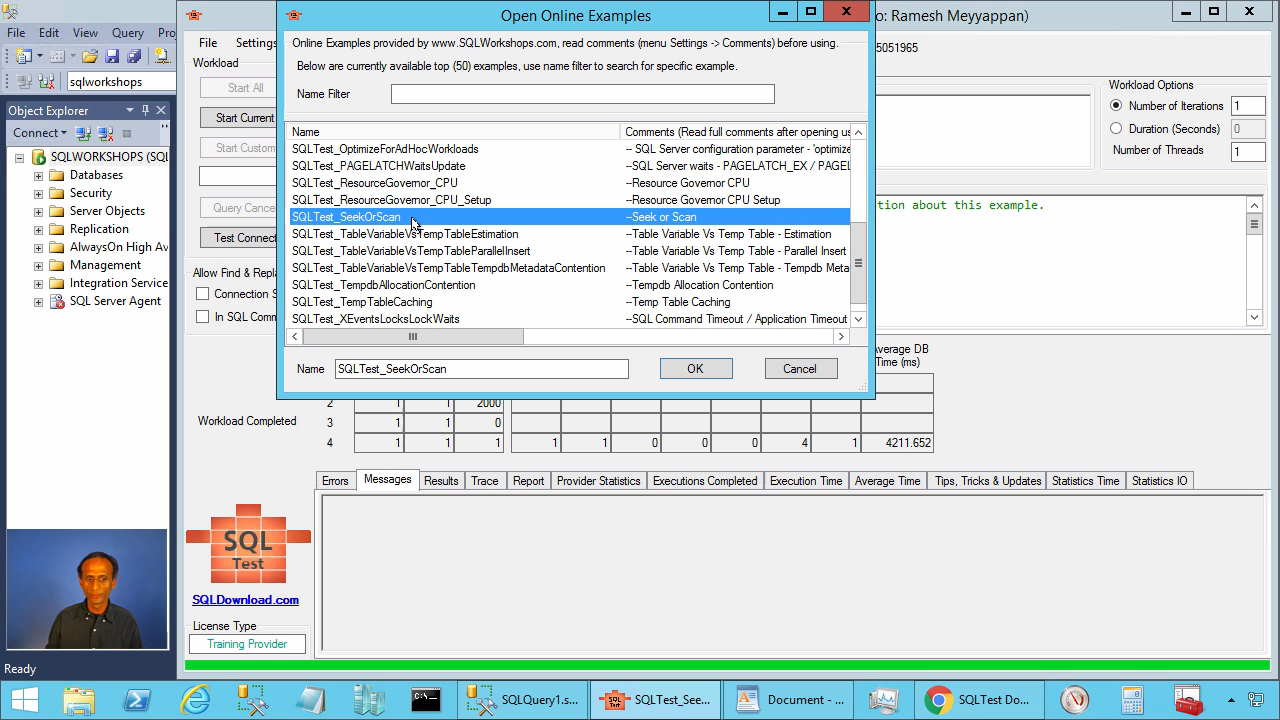 Open Online Examples
o: Ramesh Meyyappan)
File Edit View Query Pro
File Settings
sqlworkshops
Online Examples provided by www.SQLWorkshops.com, read comments (menu Settings -> Comments) before using.
Below are currently available top (50) examples, use name filter to search for specific example.
Name Filter
Name Comments (Read full comments after opening us
SQLTest_OptimizeForAdHocWorkloads -- SQL Server configuration parameter - 'optimize
SQLTest_PAGELATCHWaitsUpdate --SQL Server waits - PAGELATCH_EX / PAGEL
SQLTest_ResourceGovernor_CPU --Resource Governor CPU
SQLTest_ResourceGovernor_CPU_Setup --Resource Governor CPU Setup
SQLTest_SeekOrScan --Seek or Scan
SQLTest_TableVariableVsTempTableEstimation --Table Variable Vs Temp Table - Estimation
SQLTest_TableVariableVsTempTableParallelInsert --Table Variable Vs Temp Table - Parallel Insert
SQLTest_TableVariableVsTempTableTempdbMetadataContention --Table Variable Vs Temp Table - Tempdb Meta
SQLTest_TempdbAllocationContention --Tempdb Allocation Contention
SQLTest_TempTableCaching --Temp Table Caching
SQLTest_XEventsLocksLockWaits --SQL Command Timeout / Application Timeout
Name SQLTest_SeekOrScan OK Cancel
Object Explorer
Connect
SQLWORKSHOPS (SQL
Databases
Security
Server Objects
Replication
AlwaysOn High Av
Management
Integration Service
SQL Server Agent
Workload
Start All
Start Current
Start Custom
Query Cance
Test Connect
Allow Find & Repla
Connection S
In SQL Comm
5051965
Workload Options
Number of Iterations 1
Duration (Seconds) 0
Number of Threads 1
tion about this example.
Average DB
Time (ms)
2 1 1 2000
Workload Completed
3 1 1 0
4 1 1 1 1 1 0 0 0 4 1 4211.652
Errors Messages Results Trace Report Provider Statistics Executions Completed Execution Time Average Time Tips, Tricks & Updates Statistics Time Statistics IO
SQL
Test
SQLDownload.com
License Type
Training Provider
Ready
SQLQuery1.s... SQLTest_See... Document - ... SQLTest Do...